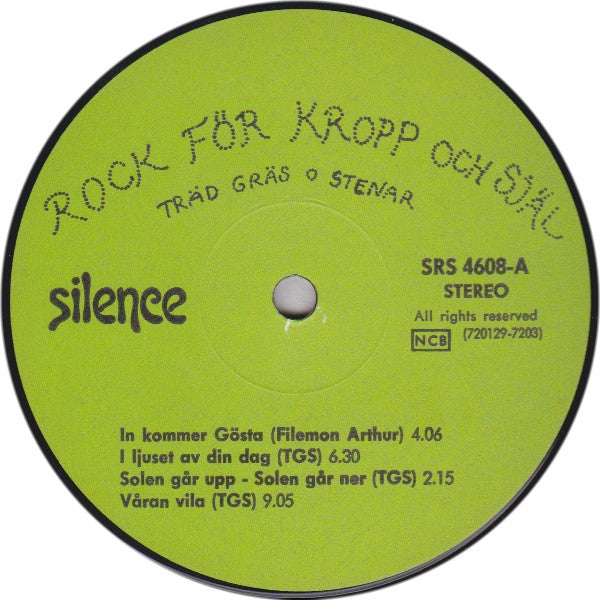 ROCK FÖR KROPP OCH SJÄL
TRÄD GRÄS O STENAR
silence
SRS 4608-A
STEREO
All rights reserved
NCB (720129-7203)
In kommer Gösta (Filemon Arthur) 4.06
I ljuset av din dag (TGS) 6.30
Solen går upp - Solen går ner (TGS) 2.15
Våran vila (TGS) 9.05